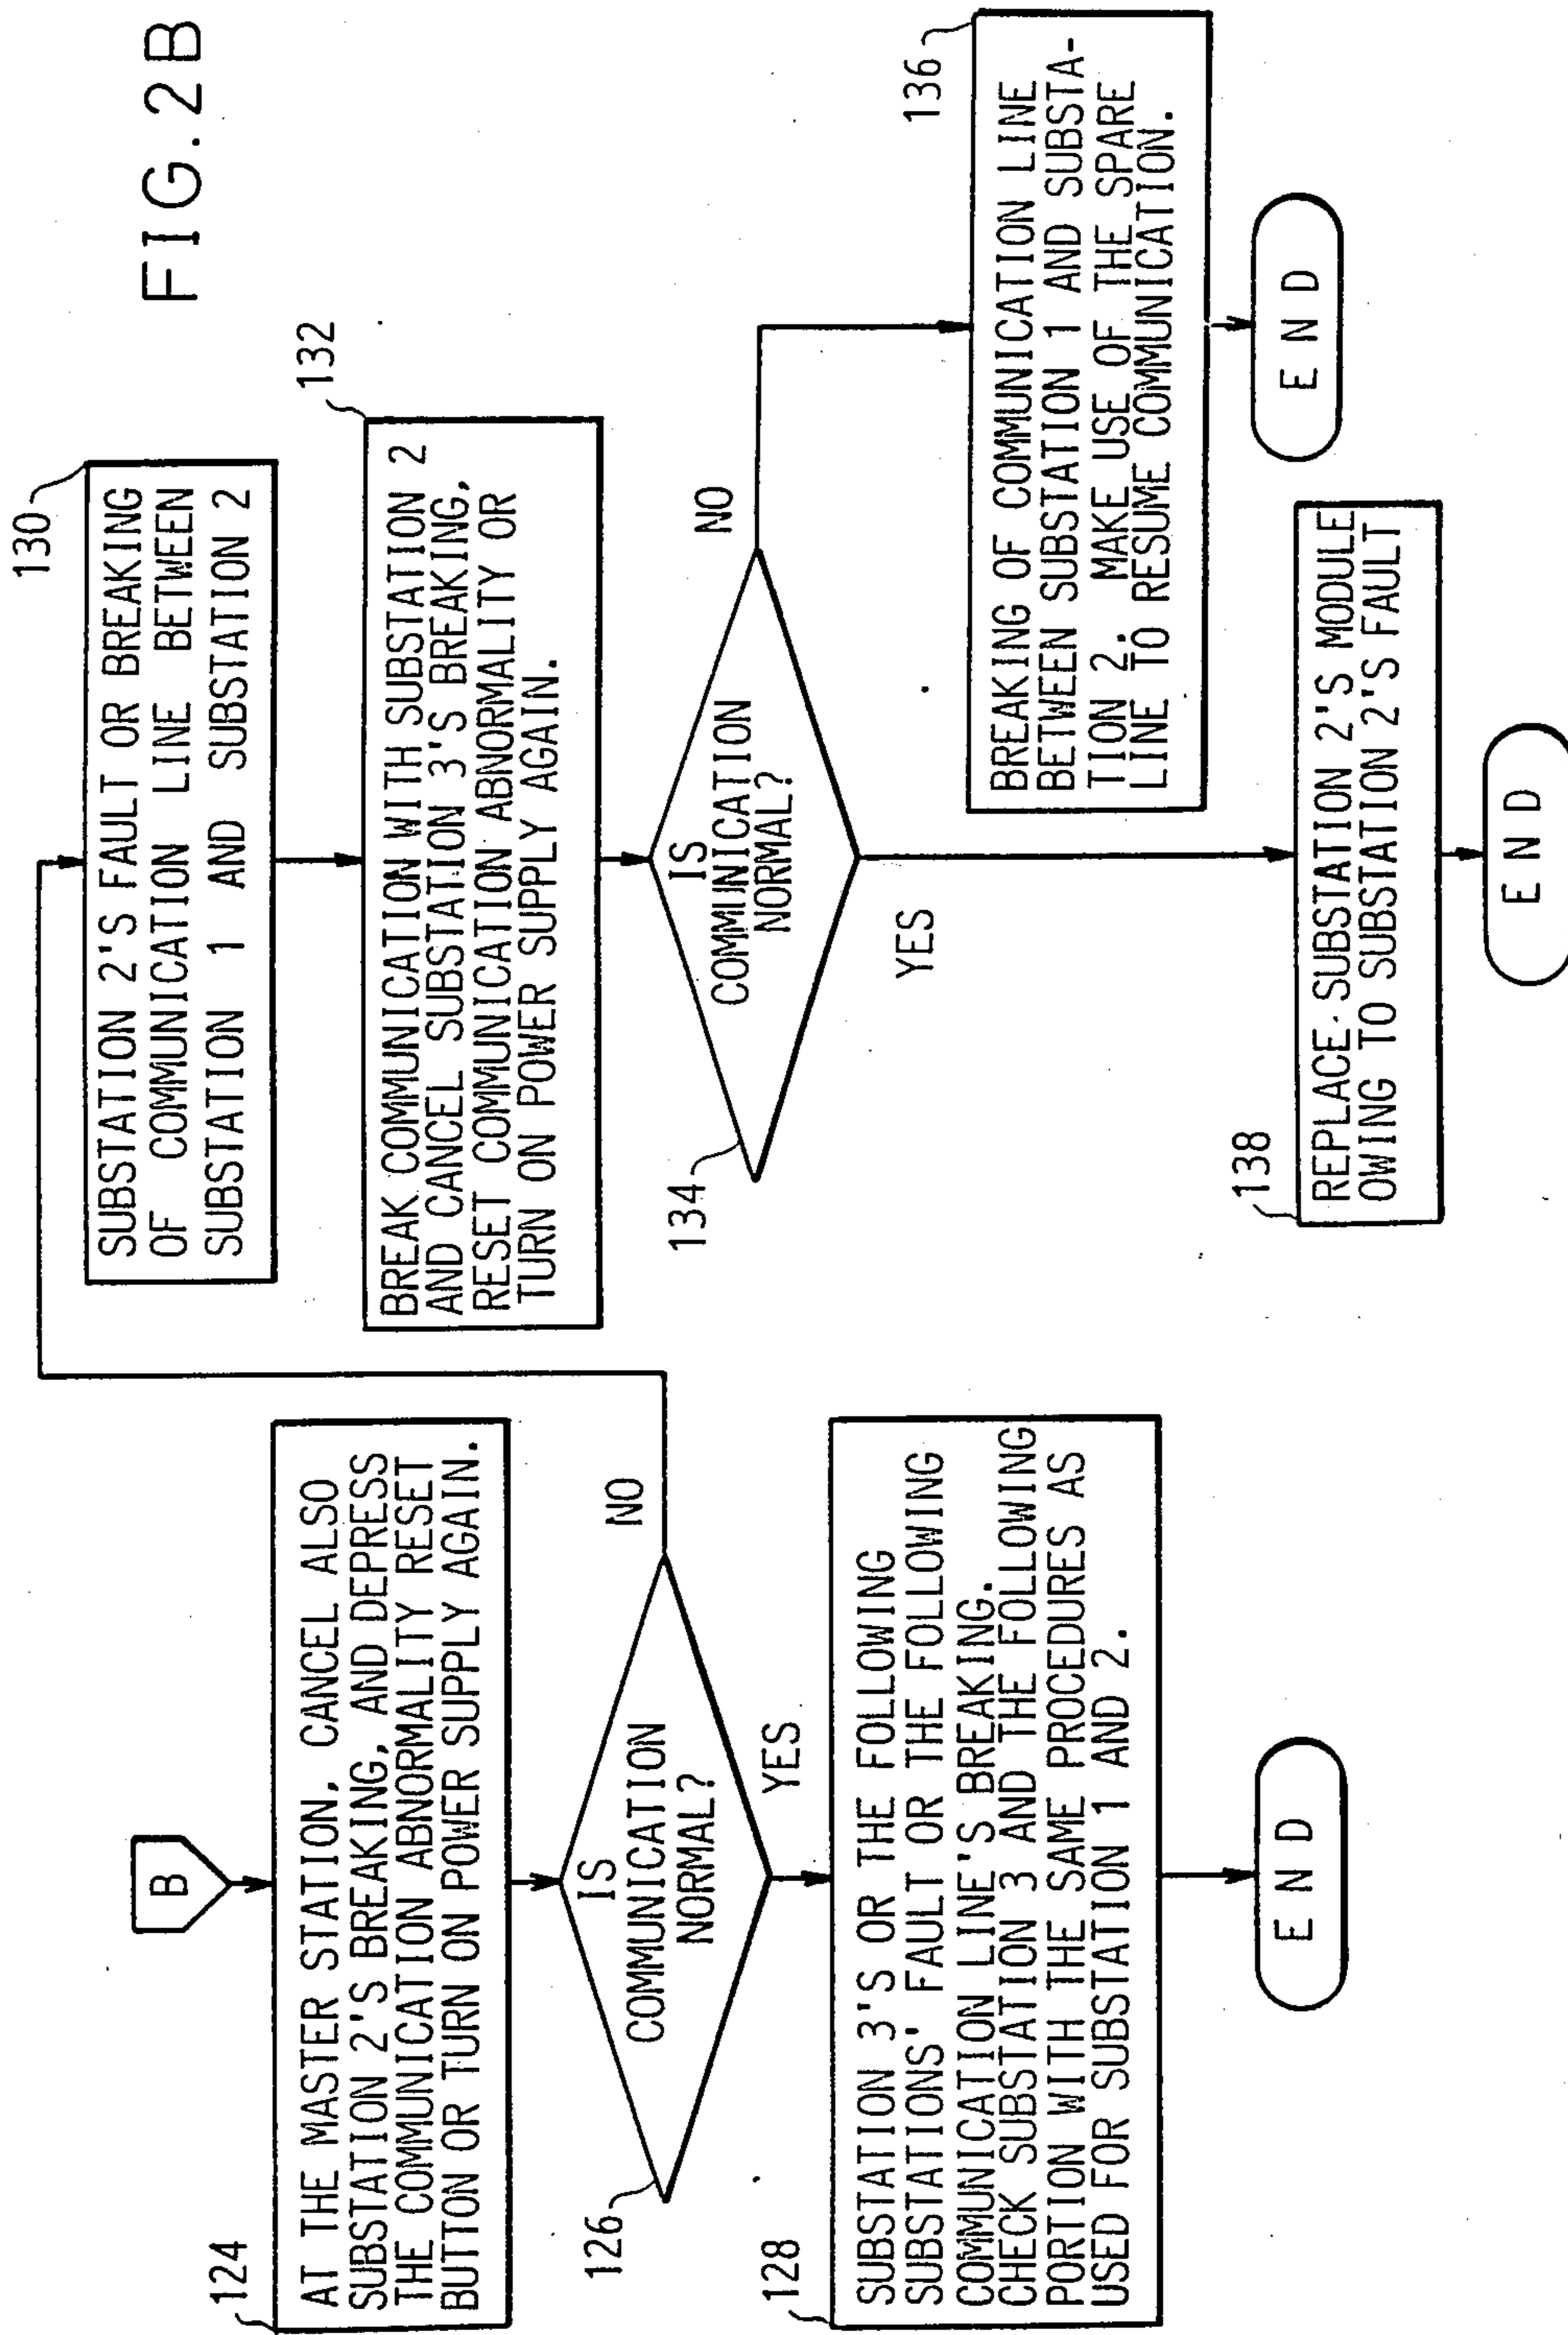 FIG. 2B
B
124
AT THE MASTER STATION, CANCEL ALSO
SUBSTATION 2'S BREAKING, AND DEPRESS
THE COMMUNICATION ABNORMALITY RESET
BUTTON OR TURN ON POWER SUPPLY AGAIN.
126
IS
COMMUNICATION
NORMAL?
NO
YES
128
SUBSTATION 3'S OR THE FOLLOWING
SUBSTATIONS' FAULT OR THE FOLLOWING
COMMUNICATION LINE'S BREAKING.
CHECK SUBSTATION 3 AND THE FOLLOWING
PORTION WITH THE SAME PROCEDURES AS
USED FOR SUBSTATION 1 AND 2.
END
130
SUBSTATION 2'S FAULT OR BREAKING
OF COMMUNICATION LINE BETWEEN
SUBSTATION 1 AND SUBSTATION 2
132
BREAK COMMUNICATION WITH SUBSTATION 2
AND CANCEL SUBSTATION 3'S BREAKING,
RESET COMMUNICATION ABNORMALITY OR
TURN ON POWER SUPPLY AGAIN.
134
IS
COMMUNICATION
NORMAL?
NO
YES
136
BREAKING OF COMMUNICATION LINE
BETWEEN SUBSTATION 1 AND SUBSTA-
TION 2. MAKE USE OF THE SPARE
LINE TO RESUME COMMUNICATION.
END
138
REPLACE SUBSTATION 2'S MODULE
OWING TO SUBSTATION 2'S FAULT
END